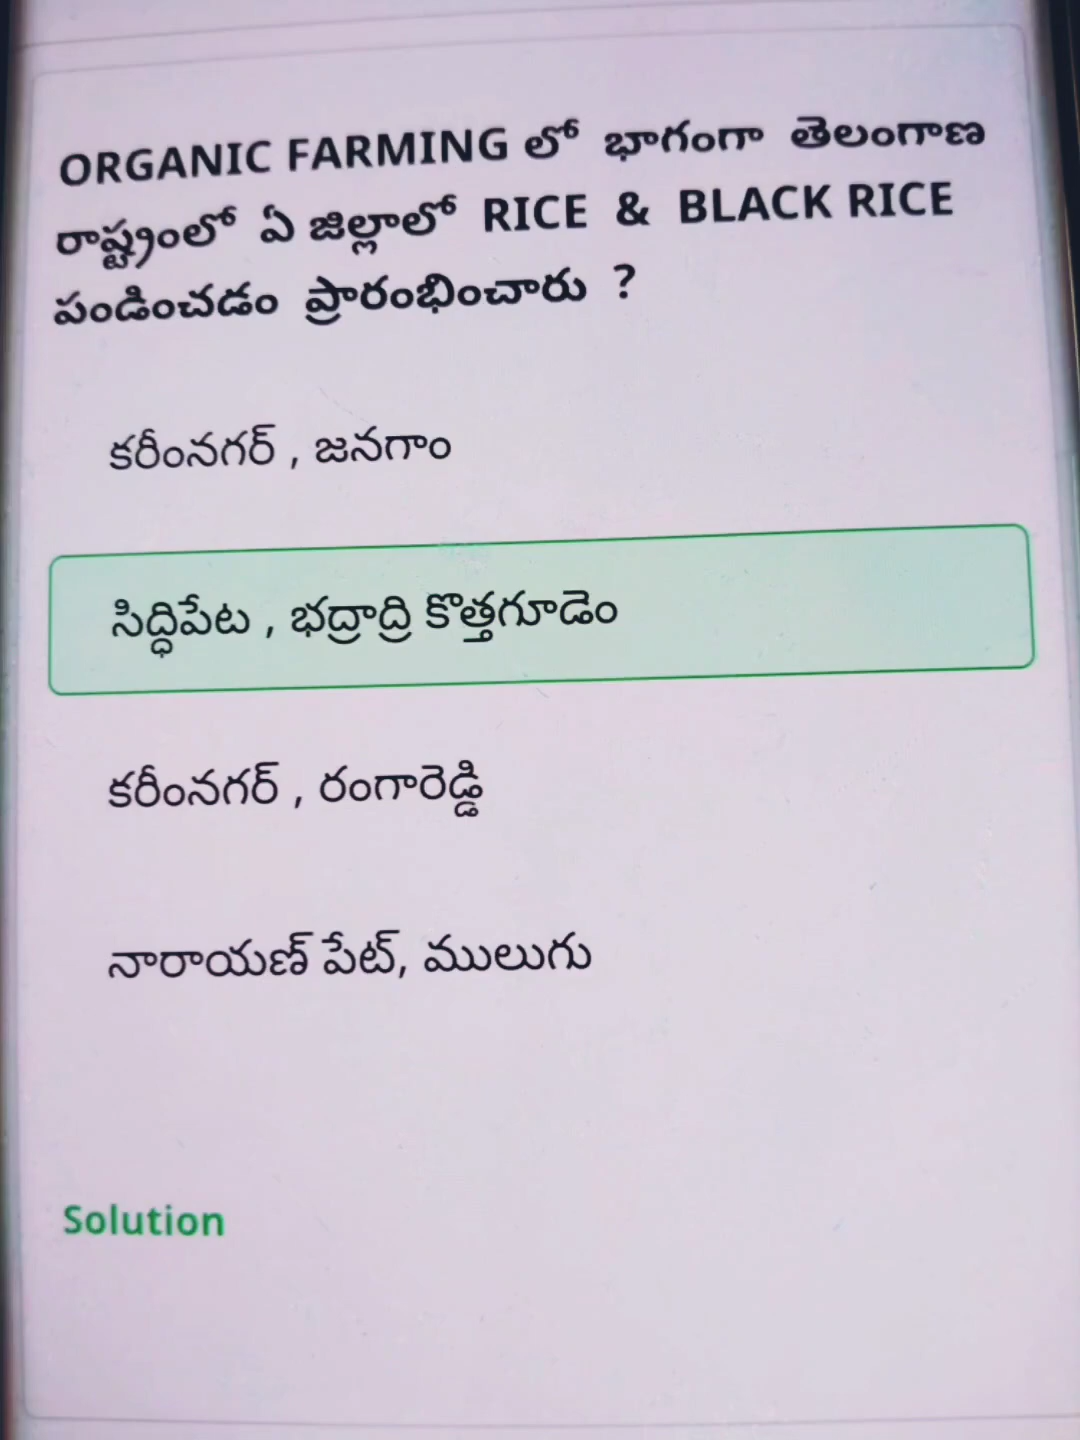 ORGANIC FARMING లో భాగంగా తెలంగాణ
రాష్ట్రంలో ఏ జిల్లాలో RICE & BLACK RICE
పండించడం ప్రారంభించారు ?
కరీంనగర్ , జనగాం
సిద్ధిపేట , భద్రాద్రి కొత్తగూడెం
కరీంనగర్ , రంగారెడ్డి
నారాయణ్ పేట్, ములుగు
Solution